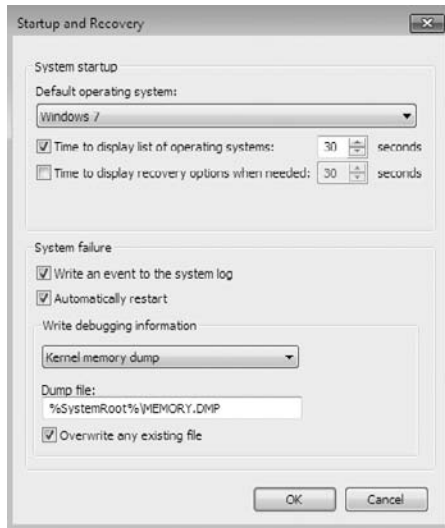 Startup and Recovery
System startup
Default operating system:
Windows 7
Time to display list of operating systems: 30 seconds
Time to display recovery options when needed: 30 seconds
System failure
Write an event to the system log
Automatically restart
Write debugging information
Kernel memory dump
Dump file:
%SystemRoot%\MEMORY.DMP
Overwrite any existing file
OK Cancel